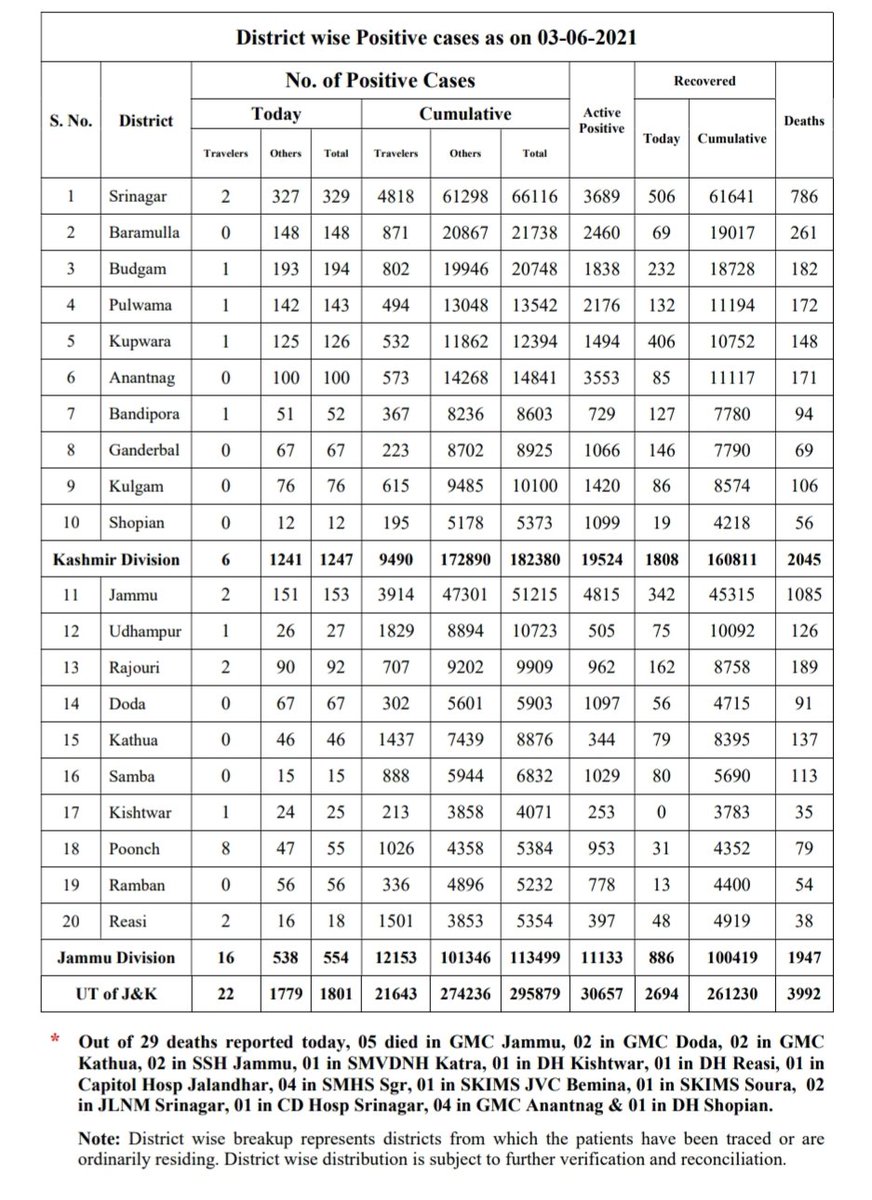 District wise Positive cases as on 03-06-2021
S. No. District No. of Positive Cases Active Positive Recovered Deaths
Today Cumulative Today Cumulative
Travelers Others Total Travelers Others Total
1 Srinagar 2 327 329 4818 61298 66116 3689 506 61641 786
2 Baramulla 0 148 148 871 20867 21738 2460 69 19017 261
3 Budgam 1 193 194 802 19946 20748 1838 232 18728 182
4 Pulwama 1 142 143 494 13048 13542 2176 132 11194 172
5 Kupwara 1 125 126 532 11862 12394 1494 406 10752 148
6 Anantnag 0 100 100 573 14268 14841 3553 85 11117 171
7 Bandipora 1 51 52 367 8236 8603 729 127 7780 94
8 Ganderbal 0 67 67 223 8702 8925 1066 146 7790 69
9 Kulgam 0 76 76 615 9485 10100 1420 86 8574 106
10 Shopian 0 12 12 195 5178 5373 1099 19 4218 56
Kashmir Division 6 1241 1247 9490 172890 182380 19524 1808 160811 2045
11 Jammu 2 151 153 3914 47301 51215 4815 342 45315 1085
12 Udhampur 1 26 27 1829 8894 10723 505 75 10092 126
13 Rajouri 2 90 92 707 9202 9909 962 162 8758 189
14 Doda 0 67 67 302 5601 5903 1097 56 4715 91
15 Kathua 0 46 46 1437 7439 8876 344 79 8395 137
16 Samba 0 15 15 888 5944 6832 1029 80 5690 113
17 Kishtwar 1 24 25 213 3858 4071 253 0 3783 35
18 Poonch 8 47 55 1026 4358 5384 953 31 4352 79
19 Ramban 0 56 56 336 4896 5232 778 13 4400 54
20 Reasi 2 16 18 1501 3853 5354 397 48 4919 38
Jammu Division 16 538 554 12153 101346 113499 11133 886 100419 1947
UT of J&K 22 1779 1801 21643 274236 295879 30657 2694 261230 3992
* Out of 29 deaths reported today, 05 died in GMC Jammu, 02 in GMC Doda, 02 in GMC
Kathua, 02 in SSH Jammu, 01 in SMVDNH Katra, 01 in DH Kishtwar, 01 in DH Reasi, 01 in
Capitol Hosp Jalandhar, 04 in SMHS Sgr, 01 in SKIMS JVC Bemina, 01 in SKIMS Soura, 02
in JLNM Srinagar, 01 in CD Hosp Srinagar, 04 in GMC Anantnag & 01 in DH Shopian.
Note: District wise breakup represents districts from which the patients have been traced or are
ordinarily residing. District wise distribution is subject to further verification and reconciliation.